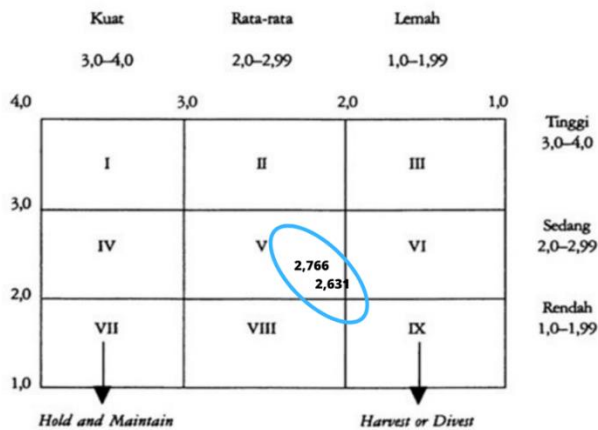 Kuat Rata-rata Lemah
3,0–4,0 2,0–2,99 1,0–1,99
4,0 3,0 2,0 1,0
Tinggi
3,0–4,0
I II III
3,0
Sedang
2,0–2,99
IV V VI
2,766
2,631
2,0
Rendah
1,0–1,99
VII VIII IX
1,0
Hold and Maintain Harvest or Divest